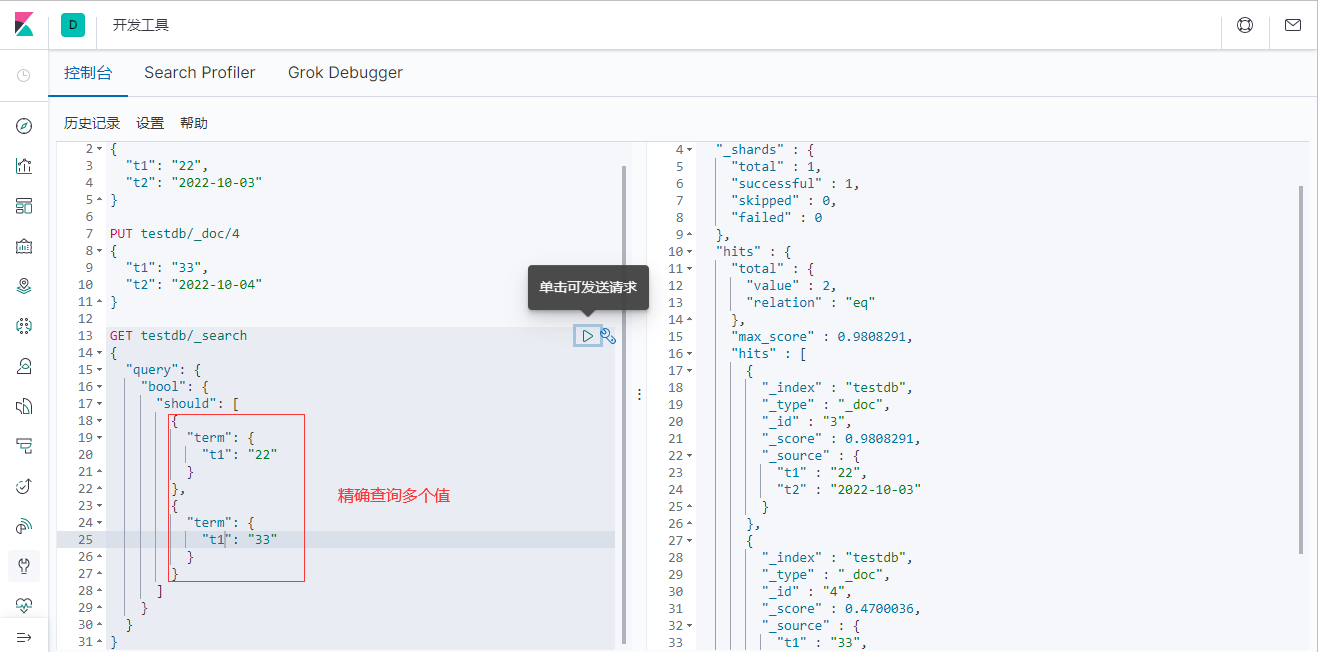 D 开发工具
控制台 Search Profiler Grok Debugger
历史记录 设置 帮助
2 {
3 "t1": "22",
4 "t2": "2022-10-03"
5 }
6
7 PUT testdb/_doc/4
8 {
9 "t1": "33",
10 "t2": "2022-10-04"
11 }
12
13 GET testdb/_search
14 {
15 "query": {
16 "bool": {
17 "should": [
18 {
19 "term": {
20 "t1": "22"
21 }
22 },
23 {
24 "term": {
25 "t1": "33"
26 }
27 }
28 ]
29 }
30 }
31 }
单击可发送请求
精确查询多个值
4 "_shards" : {
5 "total" : 1,
6 "successful" : 1,
7 "skipped" : 0,
8 "failed" : 0
9 },
10 "hits" : {
11 "total" : {
12 "value" : 2,
13 "relation" : "eq"
14 },
15 "max_score" : 0.9808291,
16 "hits" : [
17 {
18 "_index" : "testdb",
19 "_type" : "_doc",
20 "_id" : "3",
21 "_score" : 0.9808291,
22 "_source" : {
23 "t1" : "22",
24 "t2" : "2022-10-03"
25 }
26 },
27 {
28 "_index" : "testdb",
29 "_type" : "_doc",
30 "_id" : "4",
31 "_score" : 0.4700036,
32 "_source" : {
33 "t1" : "33",